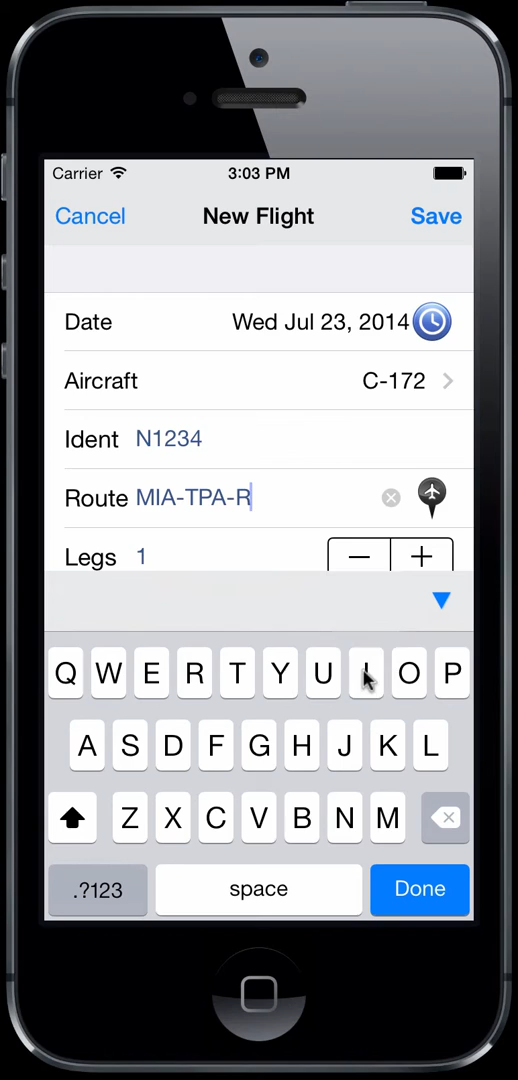 Carrier 3:03 PM
Cancel New Flight Save
Date Wed Jul 23, 2014
Aircraft C-172
Ident N1234
Route MIA-TPA-R
Legs 1 − +
Q W E R T Y U I O P
A S D F G H J K L
Z X C V B N M
.?123 space Done